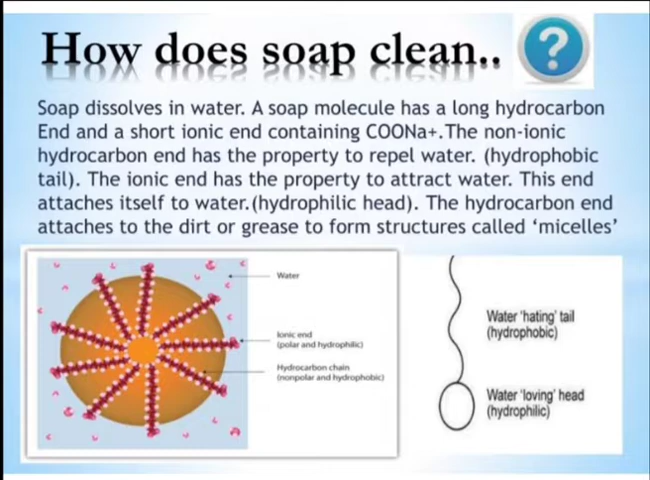 How does soap clean..
?
Soap dissolves in water. A soap molecule has a long hydrocarbon
End and a short ionic end containing COONa+.The non-ionic
hydrocarbon end has the property to repel water. (hydrophobic
tail). The ionic end has the property to attract water. This end
attaches itself to water.(hydrophilic head). The hydrocarbon end
attaches to the dirt or grease to form structures called ‘micelles’
Water
Ionic end
(polar and hydrophilic)
Hydrocarbon chain
(nonpolar and hydrophobic)
Water 'hating' tail
(hydrophobic)
Water 'loving' head
(hydrophilic)